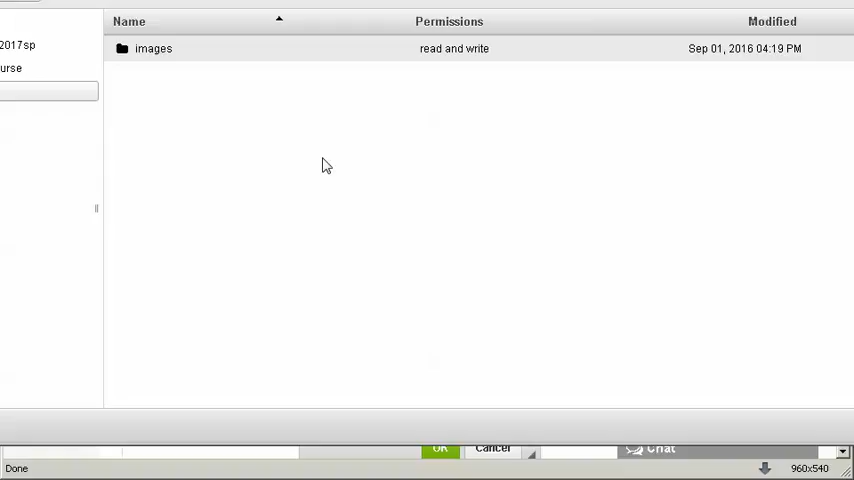 Name Permissions Modified
2017sp
images read and write Sep 01, 2016 04:19 PM
urse
OK Cancel Chat
Done 960x540